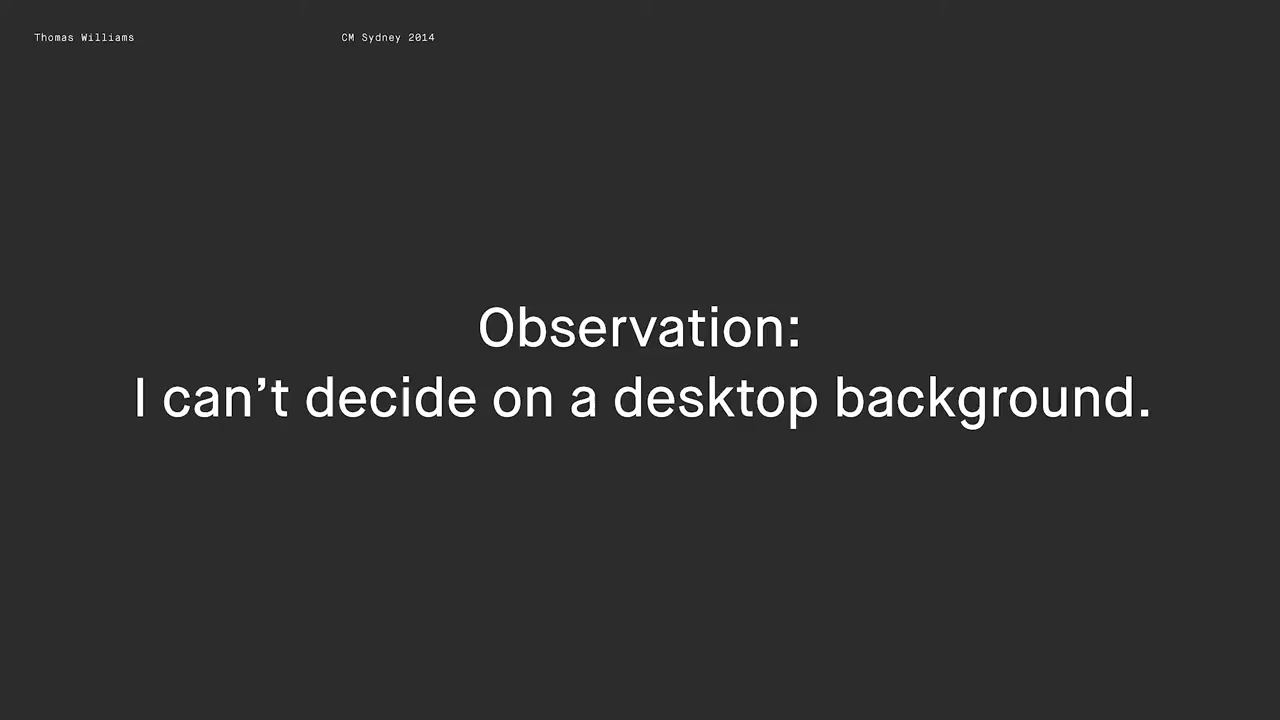 Thomas Williams
CM Sydney 2014
Observation:
I can’t decide on a desktop background.